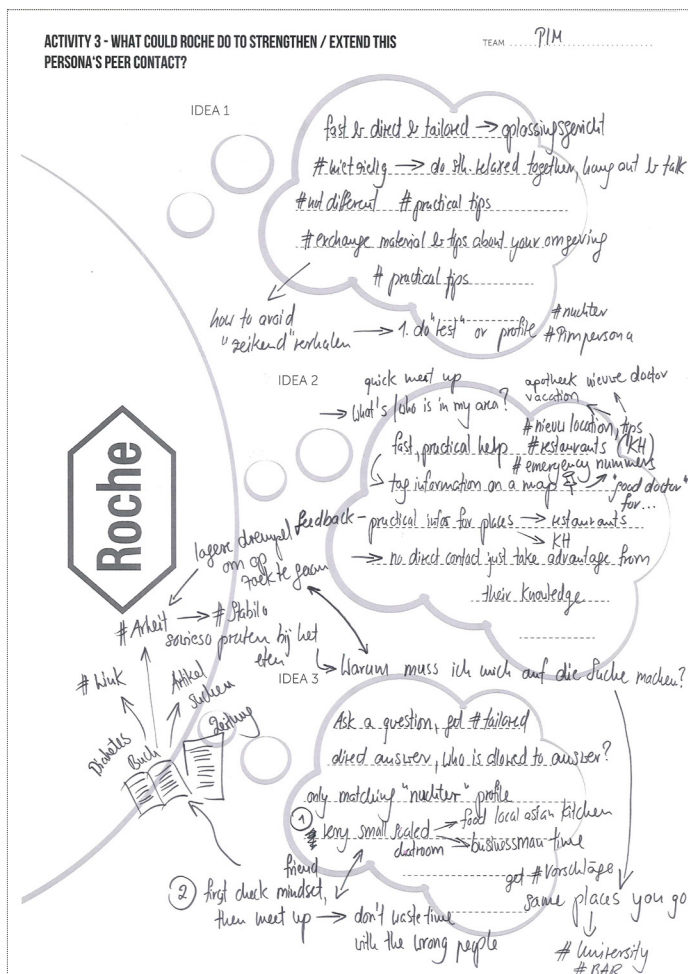 ACTIVITY 3 - WHAT COULD ROCHE DO TO STRENGTHEN / EXTEND THIS
PERSONA'S PEER CONTACT?
TEAM PIM
IDEA 1
fast & direct & tailored → oplossingsgericht
#niet zielig → do sth. relaxed together, hang out & talk
#not different #practical tips
#exchange material & tips about your omgeving
# practical tips
how to avoid
"zeikend" verhalen
→ 1. do "test" or profile
#nuchter
#Pimpersona
IDEA 2
quick meet up
→ What's/who is in my area?
apotheek nieuwe doctor
vacation
#nieuw location, tips
fast, practical help #restaurants (KH)
#emergency nummers
tag information on a map
→ "good doctor"
for...
feedback - practical infos for places → restaurants
→ KH
→ no direct contact just take advantage from
their knowledge
Roche
lagere drempel
om op
zoek te gaan
#Arbeit → #Stabilo
sowieso praten bij het
eten
→ Warum muss ich mich auf die Suche machen?
#Wink
Artikel
suchen
Zeitung
Diabetes
Buch
IDEA 3
Ask a question, get #tailored
direct answer, Who is allowed to answer?
only matching "nuchter" profile
① very small scaled → food local asian kitchen
chatroom → businessman time
get #Vorschläge
same places you go
# University
# BAR
friend
② first check mindset,
then meet up → don't waste time
with the wrong people